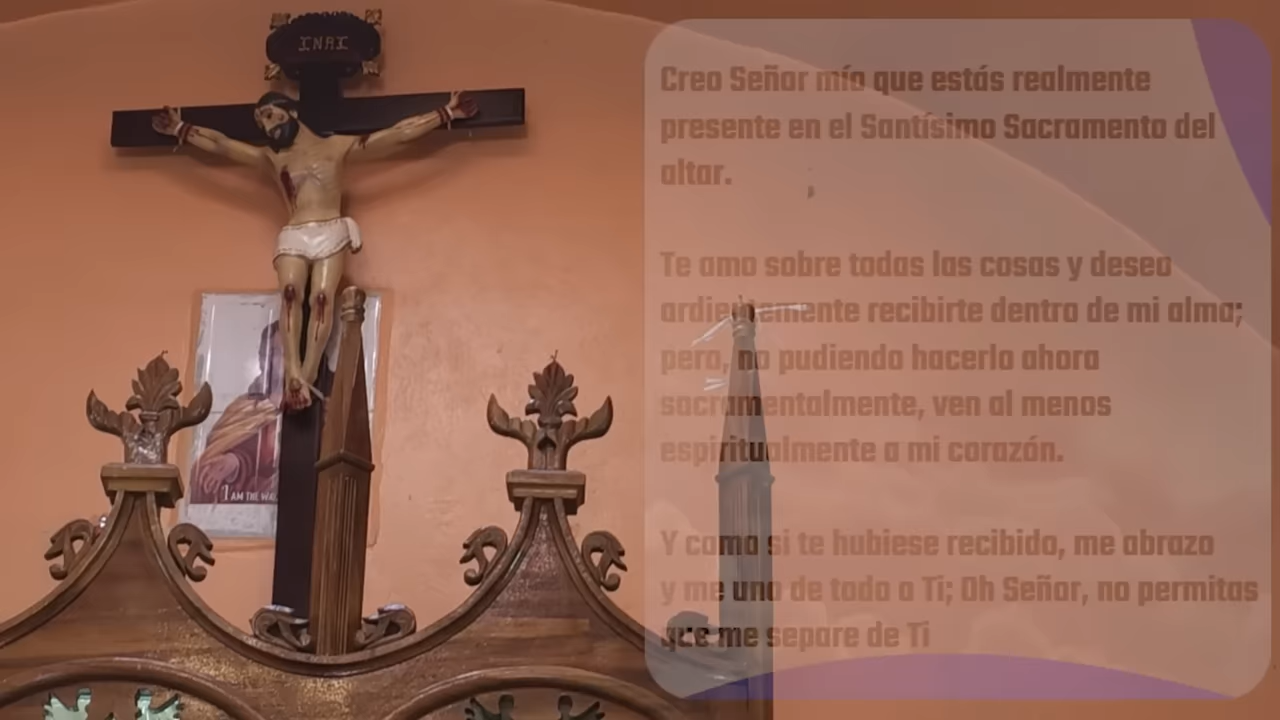 INRI
I AM THE WAY
Creo Señor mío que estás realmente
presente en el Santísimo Sacramento del
altar.
Te amo sobre todas las cosas y deseo
ardientemente recibirte dentro de mi alma;
pero, no pudiendo hacerlo ahora
sacramentalmente, ven al menos
espiritualmente a mi corazón.
Y como si te hubiese recibido, me abrazo
y me uno de todo a Ti; Oh Señor, no permitas
que me separe de Ti